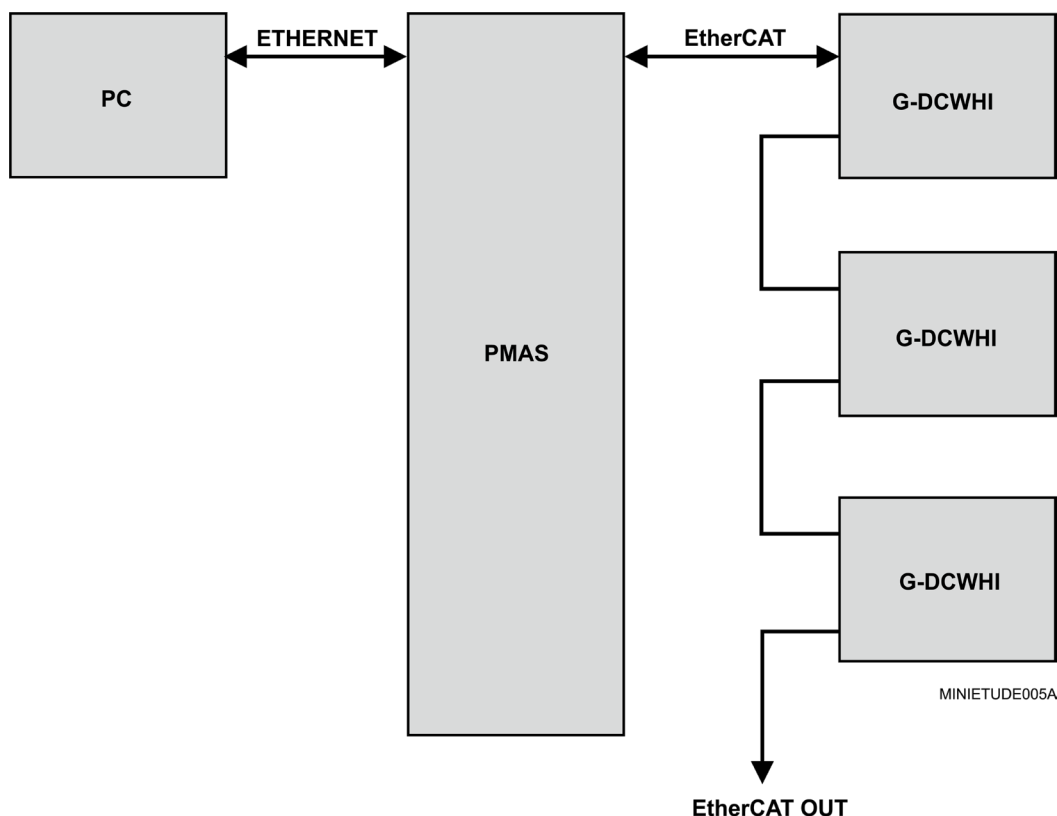 ETHERNET
EtherCAT
PC
G-DCWHI
PMAS
G-DCWHI
G-DCWHI
MINIETUDE005A
EtherCAT OUT